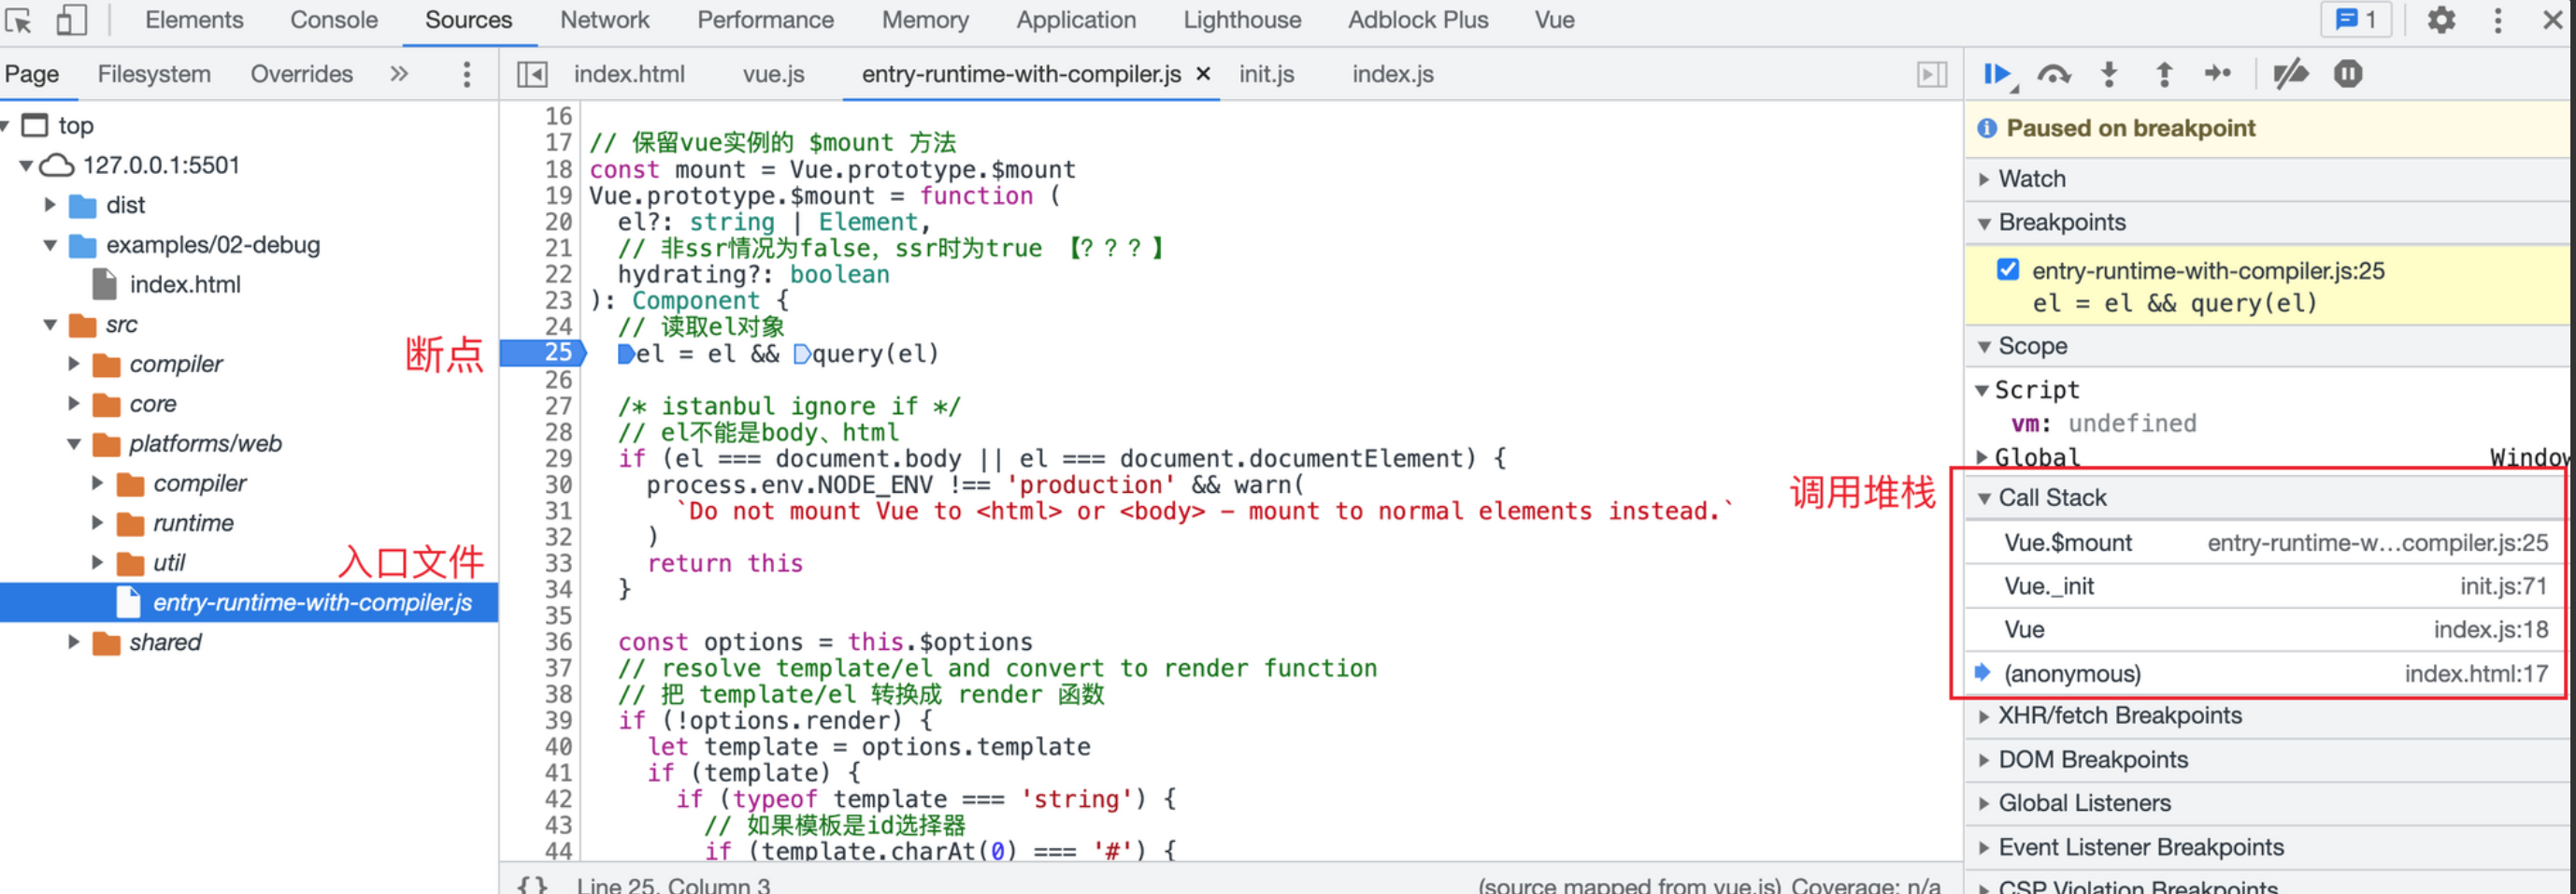 Elements Console Sources Network Performance Memory Application Lighthouse Adblock Plus Vue 1
Page Filesystem Overrides
index.html vue.js entry-runtime-with-compiler.js init.js index.js
top
127.0.0.1:5501
dist
examples/02-debug
index.html
src
compiler
core
platforms/web
compiler
runtime
util
entry-runtime-with-compiler.js
shared
断点
入口文件
16
17 // 保留vue实例的 $mount 方法
18 const mount = Vue.prototype.$mount
19 Vue.prototype.$mount = function (
20 el?: string | Element,
21 // 非ssr情况为false，ssr时为true 【？？？】
22 hydrating?: boolean
23 ): Component {
24 // 读取el对象
25 el = el && query(el)
26
27 /* istanbul ignore if */
28 // el不能是body、html
29 if (el === document.body || el === document.documentElement) {
30 process.env.NODE_ENV !== 'production' && warn(
31 `Do not mount Vue to <html> or <body> - mount to normal elements instead.`
32 )
33 return this
34 }
35
36 const options = this.$options
37 // resolve template/el and convert to render function
38 // 把 template/el 转换成 render 函数
39 if (!options.render) {
40 let template = options.template
41 if (template) {
42 if (typeof template === 'string') {
43 // 如果模板是id选择器
44 if (template.charAt(0) === '#') {
{} Line 25, Column 3 (source mapped from vue.js) Coverage: n/a
Paused on breakpoint
Watch
Breakpoints
entry-runtime-with-compiler.js:25
el = el && query(el)
Scope
Script
vm: undefined
Global Window
调用堆栈
Call Stack
Vue.$mount entry-runtime-w…compiler.js:25
Vue._init init.js:71
Vue index.js:18
(anonymous) index.html:17
XHR/fetch Breakpoints
DOM Breakpoints
Global Listeners
Event Listener Breakpoints
CSP Violation Breakpoints